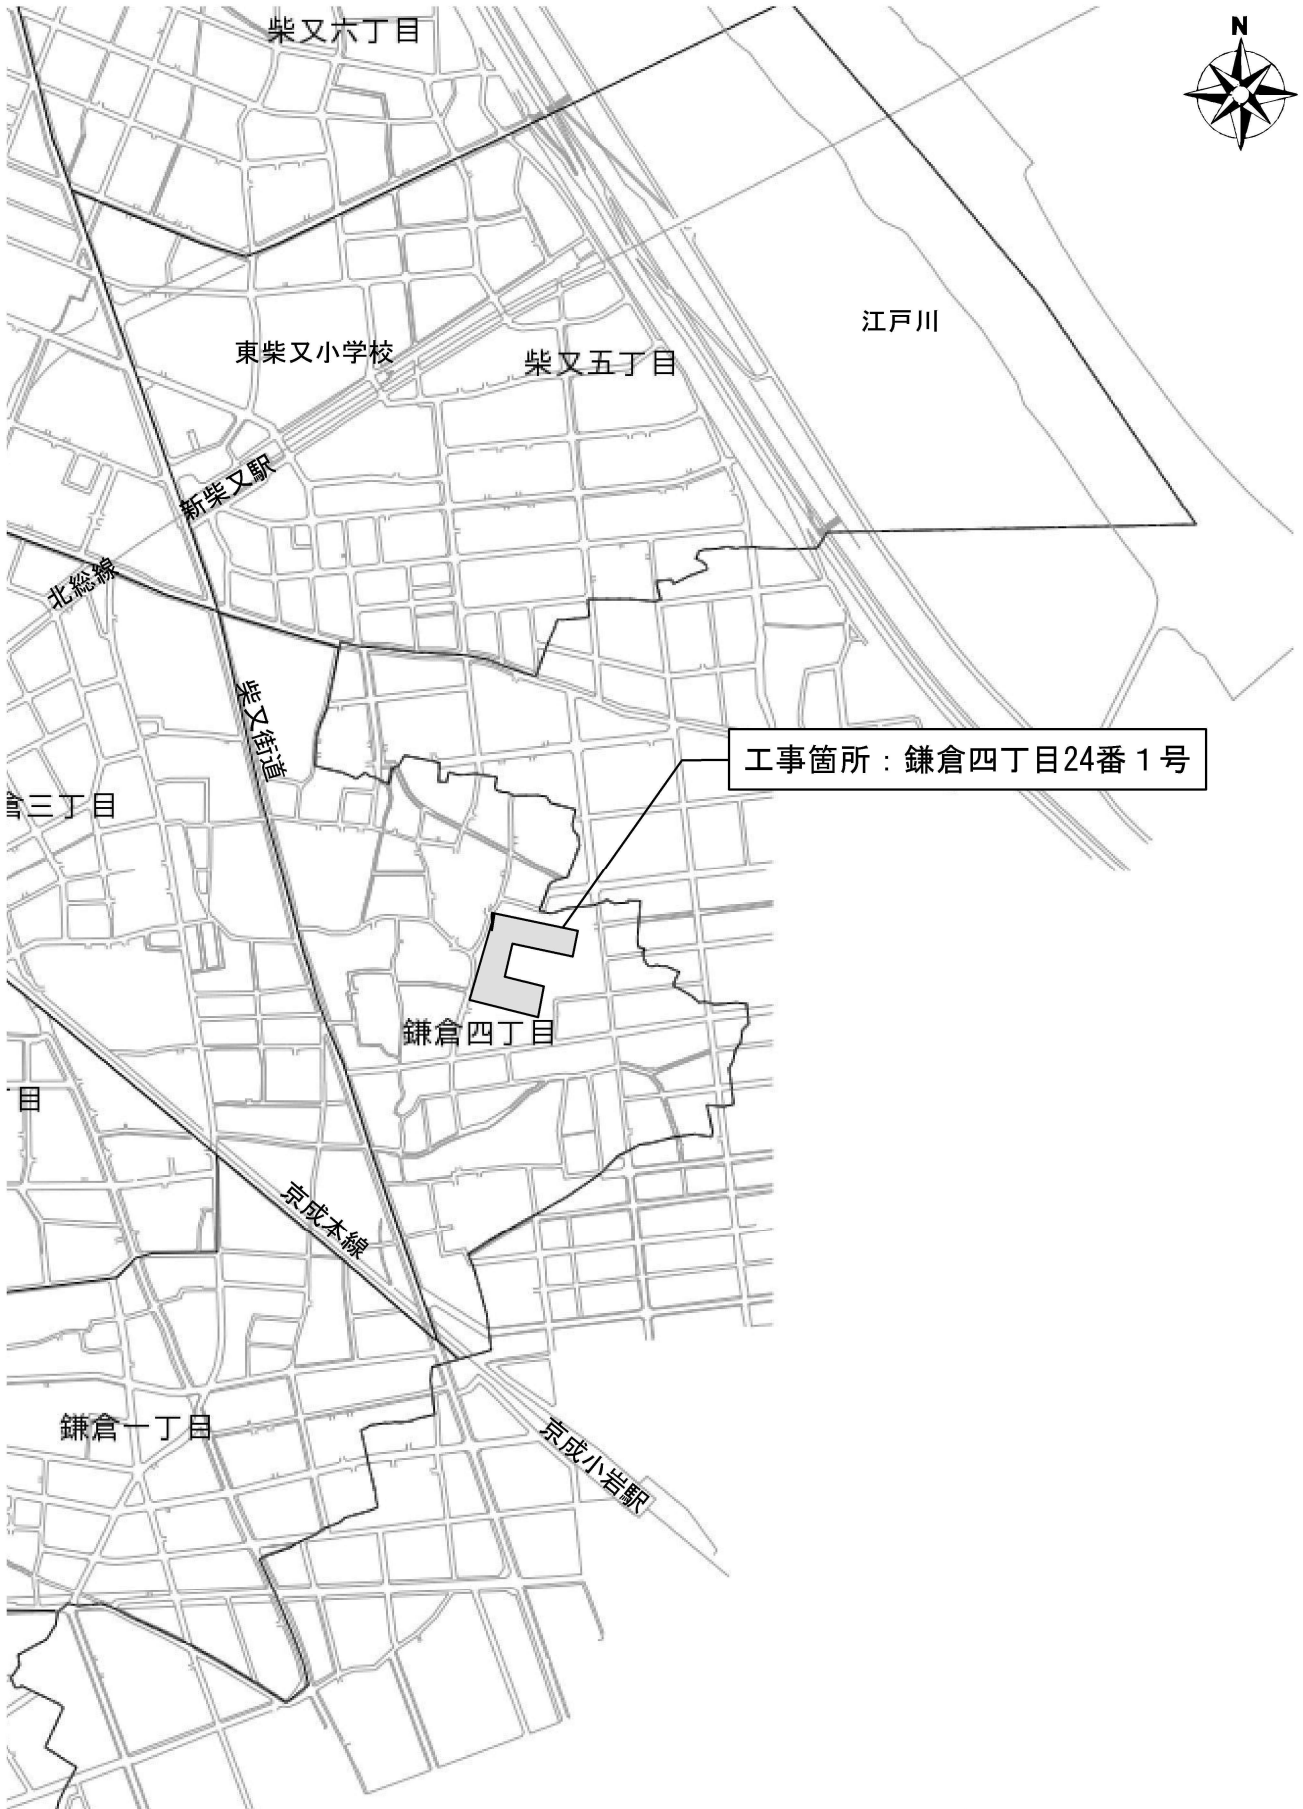 柴又六丁目
N
江戸川
東柴又小学校
柴又五丁目
新柴又駅
北総線
柴又街道
工事箇所：鎌倉四丁目24番１号
倉三丁目
鎌倉四丁目
丁目
京成本線
鎌倉一丁目
京成小岩駅